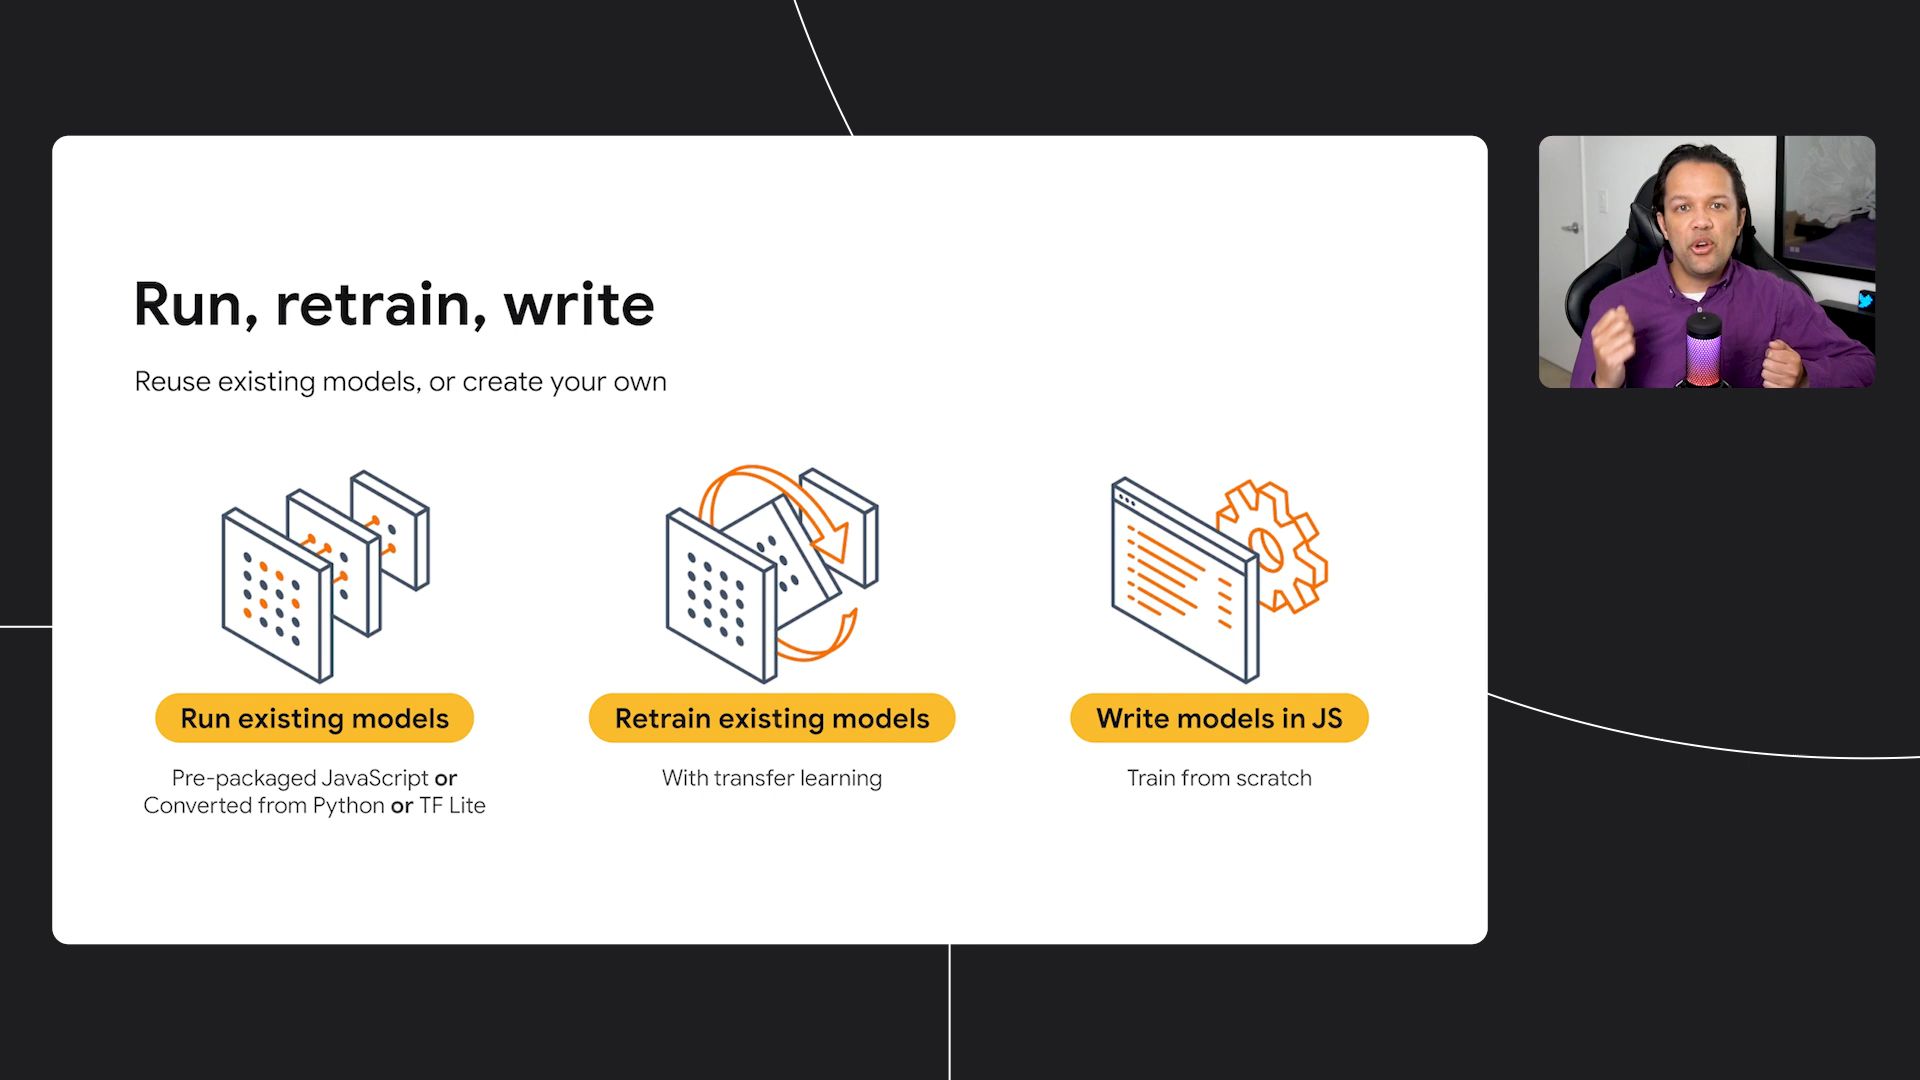 Run, retrain, write
Reuse existing models, or create your own
Run existing models
Pre-packaged JavaScript or
Converted from Python or TF Lite
Retrain existing models
With transfer learning
Write models in JS
Train from scratch